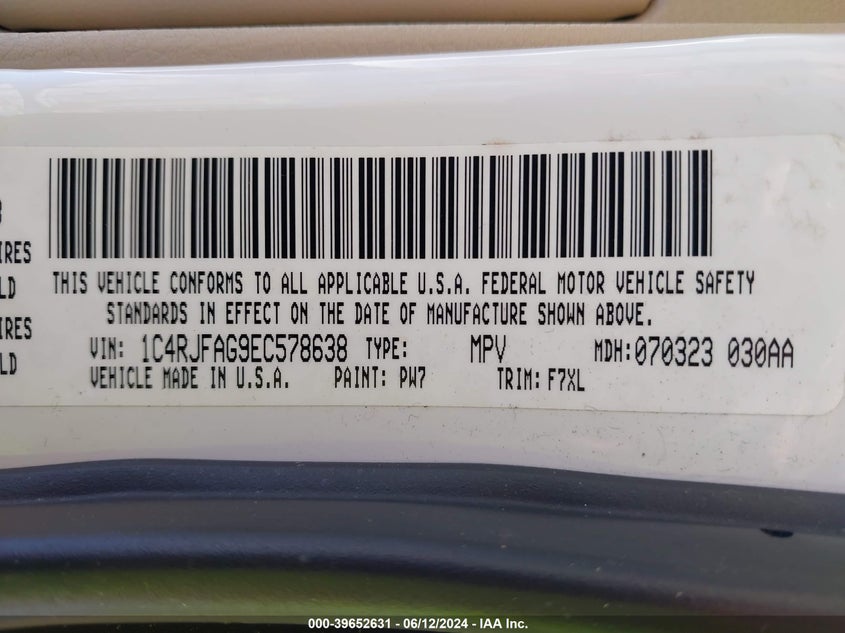 IRES
LD
IRES
LD
THIS VEHICLE CONFORMS TO ALL APPLICABLE U.S.A. FEDERAL MOTOR VEHICLE SAFETY
STANDARDS IN EFFECT ON THE DATE OF MANUFACTURE SHOWN ABOVE.
VIN: 1C4RJFAG9EC578638 TYPE: MPV MDH:070323 030AA
VEHICLE MADE IN U.S.A. PAINT: PW7 TRIM: F7XL
000-39652631 - 06/12/2024 - IAA Inc.